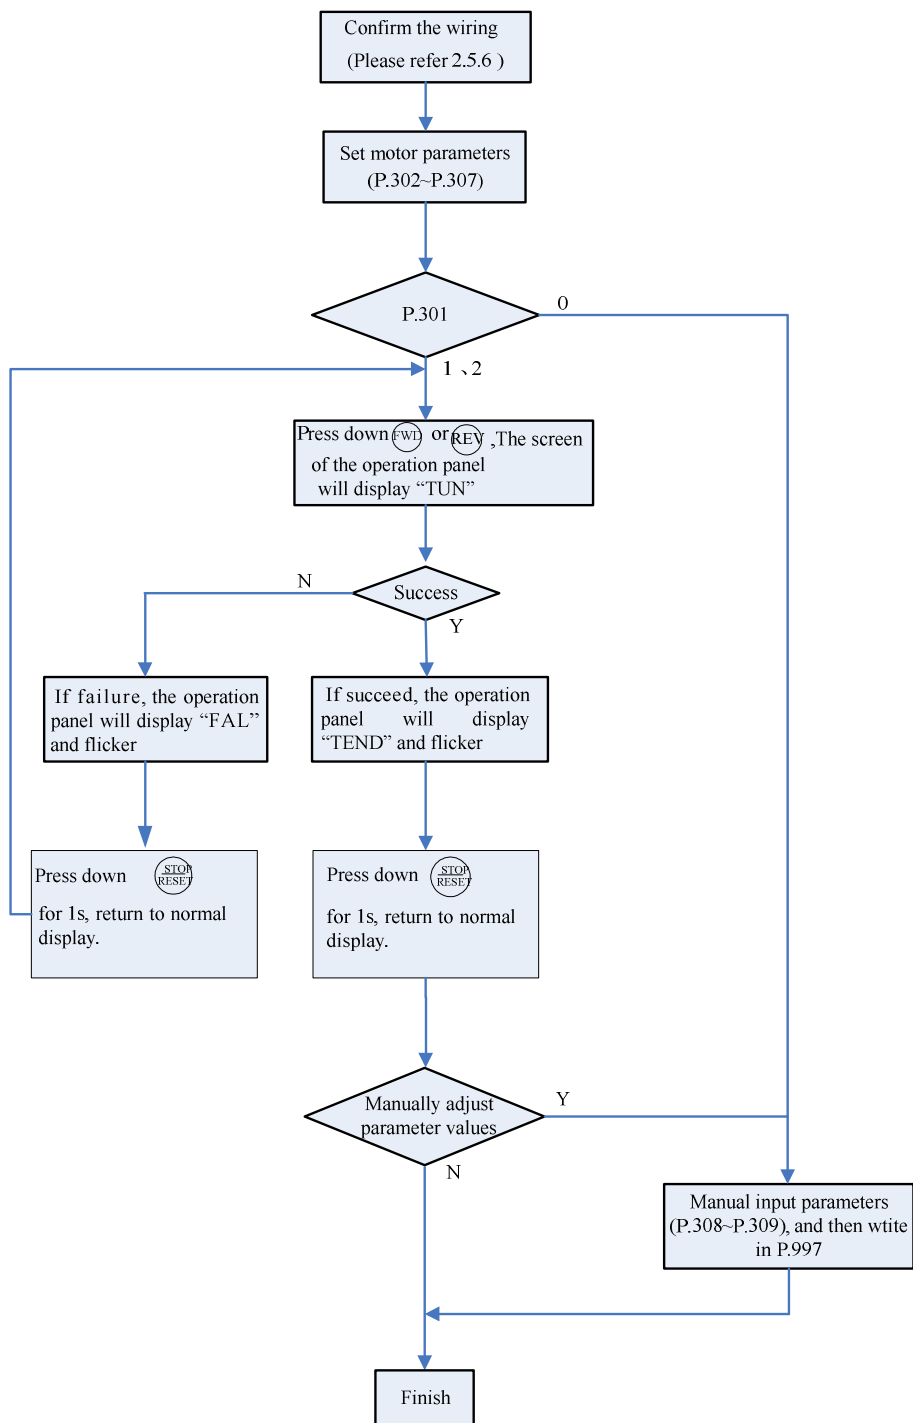 Confirm the wiring
(Please refer 2.5.6 )
Set motor parameters
(P.302~P.307)
P.301
0
1 、2
Press down FWD or REV ,The screen
of the operation panel
will display “TUN”
N
Success
Y
If failure, the operation
panel will display “FAL”
and flicker
If succeed, the operation
panel will display
“TEND” and flicker
Press down STOP
RESET
for 1s, return to normal
display.
Press down STOP
RESET
for 1s, return to normal
display.
Manually adjust
parameter values
Y
N
Manual input parameters
(P.308~P.309), and then wtite
in P.997
Finish